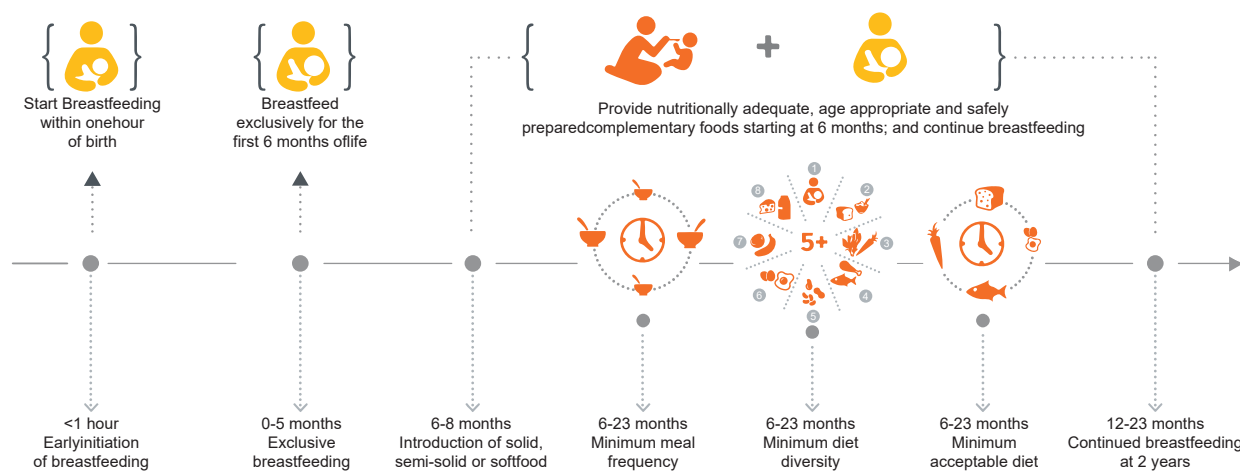 Start Breastfeeding
within onehour
of birth
Breastfeed
exclusively for the
first 6 months oflife
Provide nutritionally adequate, age appropriate and safely
preparedcomplementary foods starting at 6 months; and continue breastfeeding
1
2
3
4
5
6
7
8
5+
<1 hour
Earlyinitiation
of breastfeeding
0-5 months
Exclusive
breastfeeding
6-8 months
Introduction of solid,
semi-solid or softfood
6-23 months
Minimum meal
frequency
6-23 months
Minimum diet
diversity
6-23 months
Minimum
acceptable diet
12-23 months
Continued breastfeeding
at 2 years